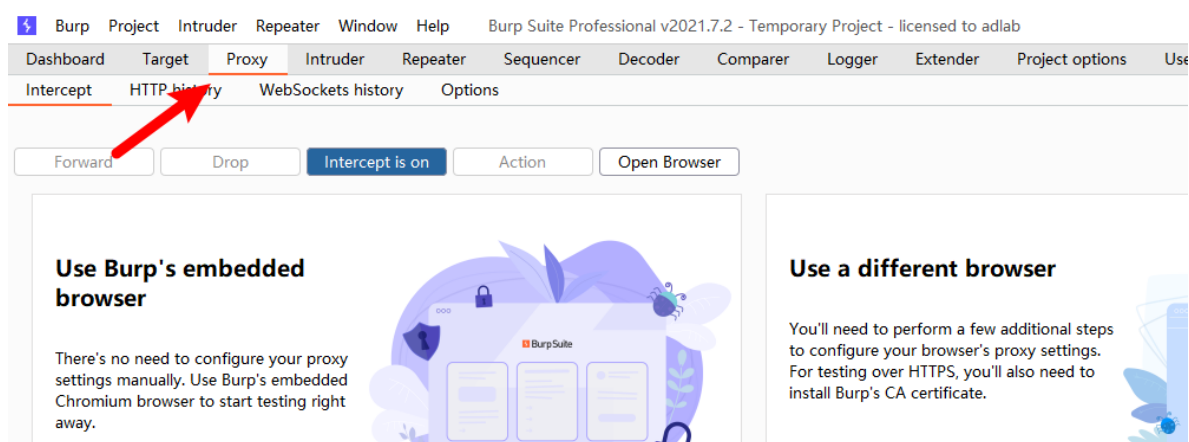 Burp Project Intruder Repeater Window Help Burp Suite Professional v2021.7.2 - Temporary Project - licensed to adlab
Dashboard Target Proxy Intruder Repeater Sequencer Decoder Comparer Logger Extender Project options Use
Intercept HTTP history WebSockets history Options
Forward Drop Intercept is on Action Open Browser
Use Burp's embedded
browser
There's no need to configure your proxy
settings manually. Use Burp's embedded
Chromium browser to start testing right
away.
BurpSuite
Use a different browser
You'll need to perform a few additional steps
to configure your browser's proxy settings.
For testing over HTTPS, you'll also need to
install Burp's CA certificate.